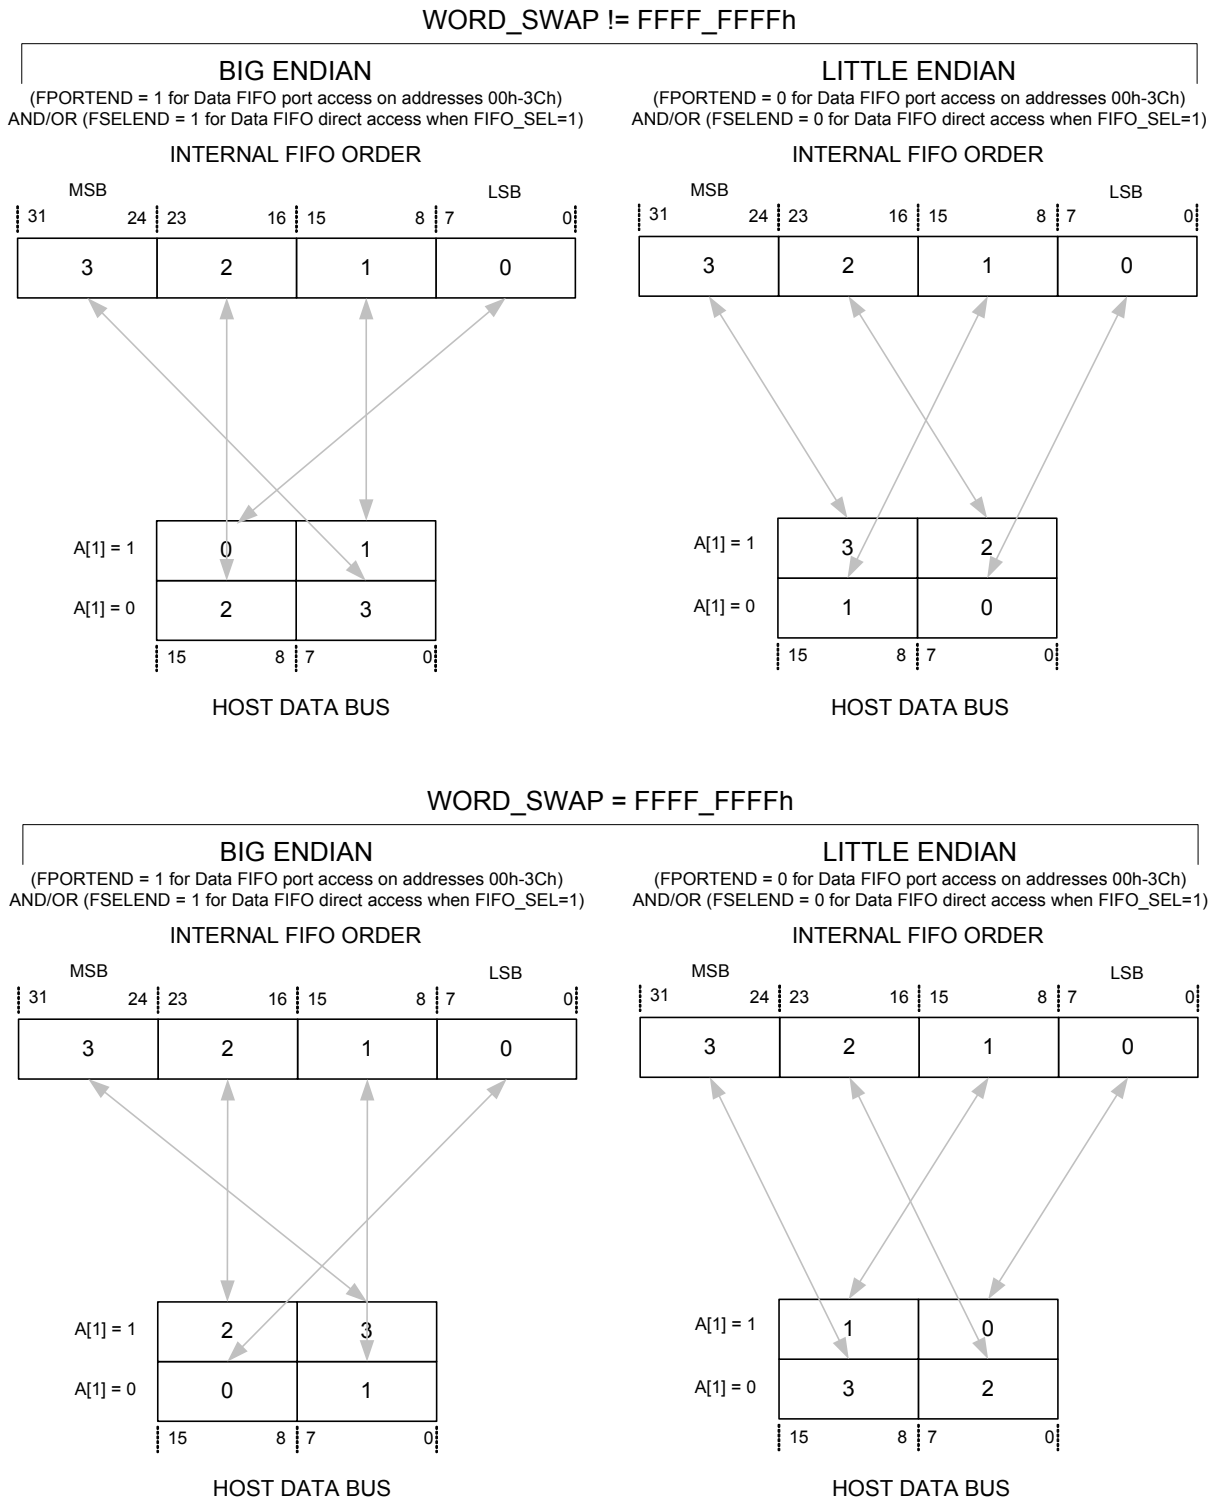 WORD_SWAP != FFFF_FFFFh
BIG ENDIAN
(FPORTEND = 1 for Data FIFO port access on addresses 00h-3Ch)
AND/OR (FSELEND = 1 for Data FIFO direct access when FIFO_SEL=1)
INTERNAL FIFO ORDER
MSB LSB
31 24 23 16 15 8 7 0
3 2 1 0
A[1] = 1 0 1
A[1] = 0 2 3
15 8 7 0
HOST DATA BUS
LITTLE ENDIAN
(FPORTEND = 0 for Data FIFO port access on addresses 00h-3Ch)
AND/OR (FSELEND = 0 for Data FIFO direct access when FIFO_SEL=1)
INTERNAL FIFO ORDER
MSB LSB
31 24 23 16 15 8 7 0
3 2 1 0
A[1] = 1 3 2
A[1] = 0 1 0
15 8 7 0
HOST DATA BUS
WORD_SWAP = FFFF_FFFFh
BIG ENDIAN
(FPORTEND = 1 for Data FIFO port access on addresses 00h-3Ch)
AND/OR (FSELEND = 1 for Data FIFO direct access when FIFO_SEL=1)
INTERNAL FIFO ORDER
MSB LSB
31 24 23 16 15 8 7 0
3 2 1 0
A[1] = 1 2 3
A[1] = 0 0 1
15 8 7 0
HOST DATA BUS
LITTLE ENDIAN
(FPORTEND = 0 for Data FIFO port access on addresses 00h-3Ch)
AND/OR (FSELEND = 0 for Data FIFO direct access when FIFO_SEL=1)
INTERNAL FIFO ORDER
MSB LSB
31 24 23 16 15 8 7 0
3 2 1 0
A[1] = 1 1 0
A[1] = 0 3 2
15 8 7 0
HOST DATA BUS